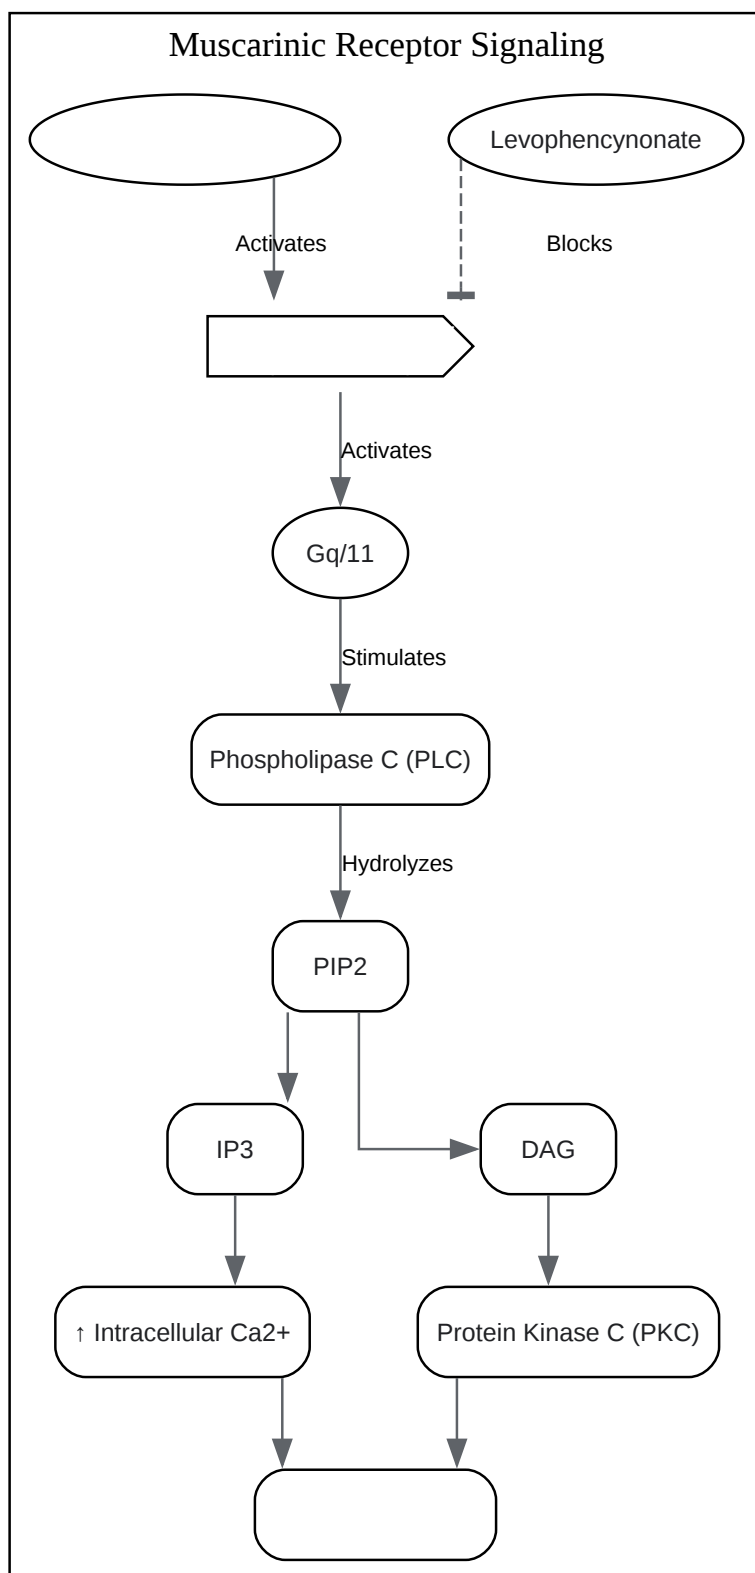 Muscarinic Receptor Signaling
Levophencynonate
Activates
Blocks
Activates
Gq/11
Stimulates
Phospholipase C (PLC)
Hydrolyzes
PIP2
IP3
DAG
↑ Intracellular Ca2+
Protein Kinase C (PKC)